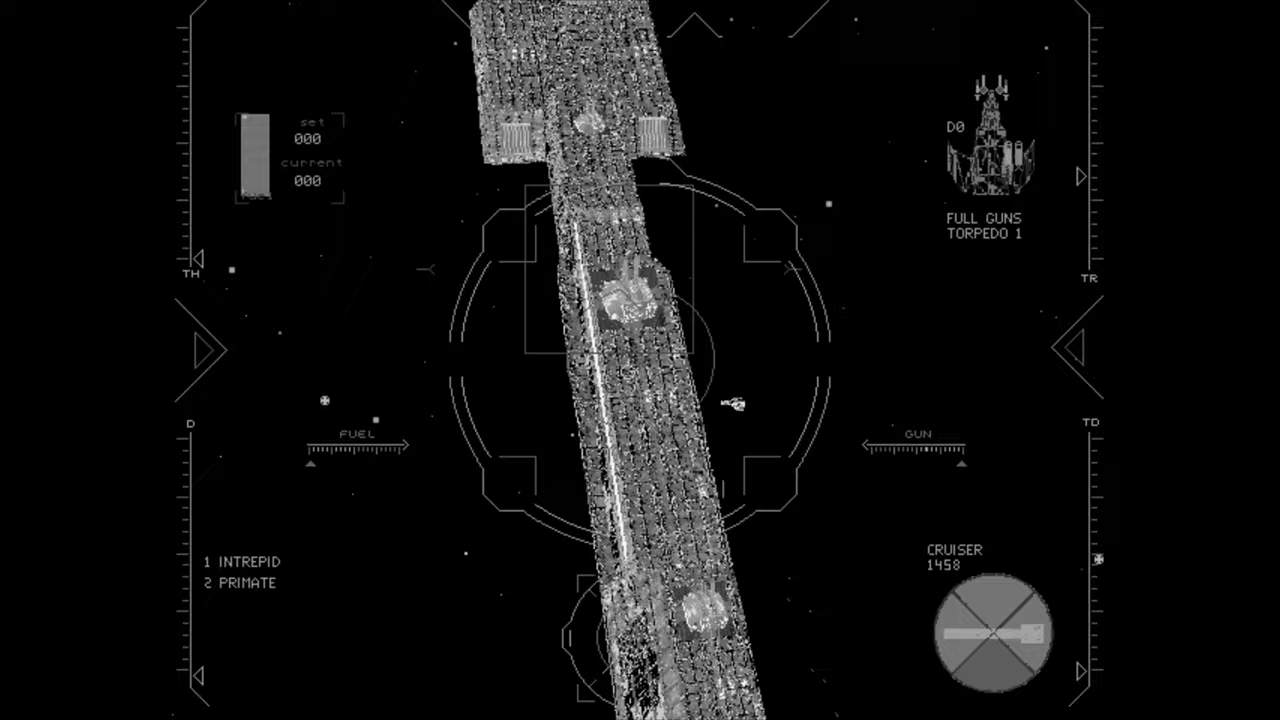 set
000
current
000
D0
FULL GUNS
TORPEDO 1
TH
TR
D
TD
FUEL
GUN
1 INTREPID
2 PRIMATE
CRUISER
1458